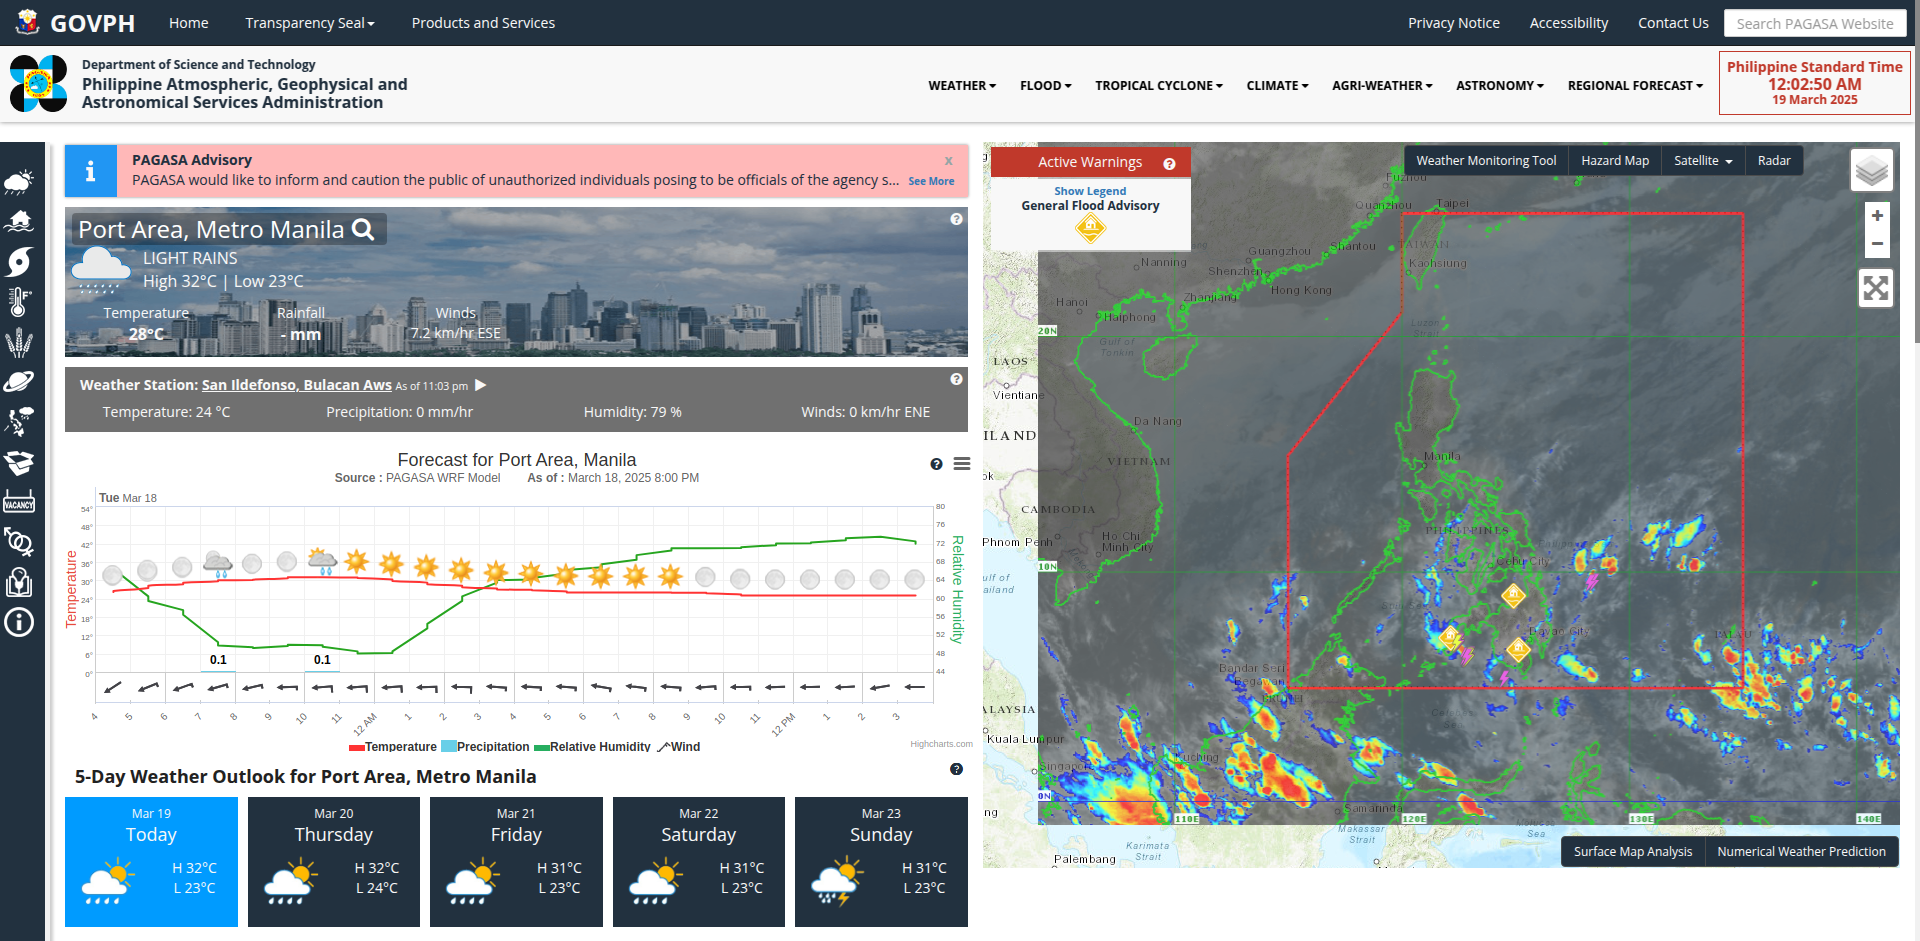 GOVPH
Home
Transparency Seal
Products and Services
Privacy Notice
Accessibility
Contact Us
Search PAGASA Website
Department of Science and Technology
Philippine Atmospheric, Geophysical and
Astronomical Services Administration
WEATHER
FLOOD
TROPICAL CYCLONE
CLIMATE
AGRI-WEATHER
ASTRONOMY
REGIONAL FORECAST
Philippine Standard Time
12:02:50 AM
19 March 2025
F°
VACANCY
PAGASA Advisory
x
PAGASA would like to inform and caution the public of unauthorized individuals posing to be officials of the agency s...
See More
Port Area, Metro Manila
LIGHT RAINS
High 32°C | Low 23°C
Temperature
28°C
Rainfall
- mm
Winds
7.2 km/hr ESE
Weather Station: San Ildefonso, Bulacan Aws As of 11:03 pm
Temperature: 24 °C
Precipitation: 0 mm/hr
Humidity: 79 %
Winds: 0 km/hr ENE
Forecast for Port Area, Manila
Source : PAGASA WRF Model As of : March 18, 2025 8:00 PM
Tue Mar 18
Temperature
54°
48°
42°
36°
30°
24°
18°
12°
6°
0°
Relative Humidity
80
76
72
68
64
60
56
52
48
44
0.1
0.1
4
5
6
7
8
9
10
11
12 AM
1
2
3
4
5
6
7
8
9
10
11
12 PM
1
2
3
Temperature
Precipitation
Relative Humidity
Wind
Highcharts.com
5-Day Weather Outlook for Port Area, Metro Manila
Mar 19
Today
H 32°C
L 23°C
Mar 20
Thursday
H 32°C
L 24°C
Mar 21
Friday
H 31°C
L 23°C
Mar 22
Saturday
H 31°C
L 23°C
Mar 23
Sunday
H 31°C
L 23°C
Active Warnings
Show Legend
General Flood Advisory
Weather Monitoring Tool
Hazard Map
Satellite
Radar
+
−
Fuzhou
Quanzhou
Taipei
TAIWAN
Kaohsiung
Shantou
Guangzhou
Shenzhen
Hong Kong
Nanning
Zhanjiang
Hanoi
Haiphong
Gulf of
Tonkin
Luzon
Strait
20N
LAOS
Vientiane
Da Nang
ILAND
VIETNAM
Manila
ok
CAMBODIA
PHILIPPINES
Phnom Penh
Ho Chi
Minh City
10N
Cebu City
ulf of
ailand
Davao City
PALAU
Bandar Seri
Begawan
BRUNEI
ALAYSIA
Kuala Lumpur
Singapore
Kuching
Celebes
Sea
0N
Samarinda
110E
120E
130E
140E
ng
Makassar
Strait
Karimata
Strait
Palembang
Sea
Surface Map Analysis
Numerical Weather Prediction